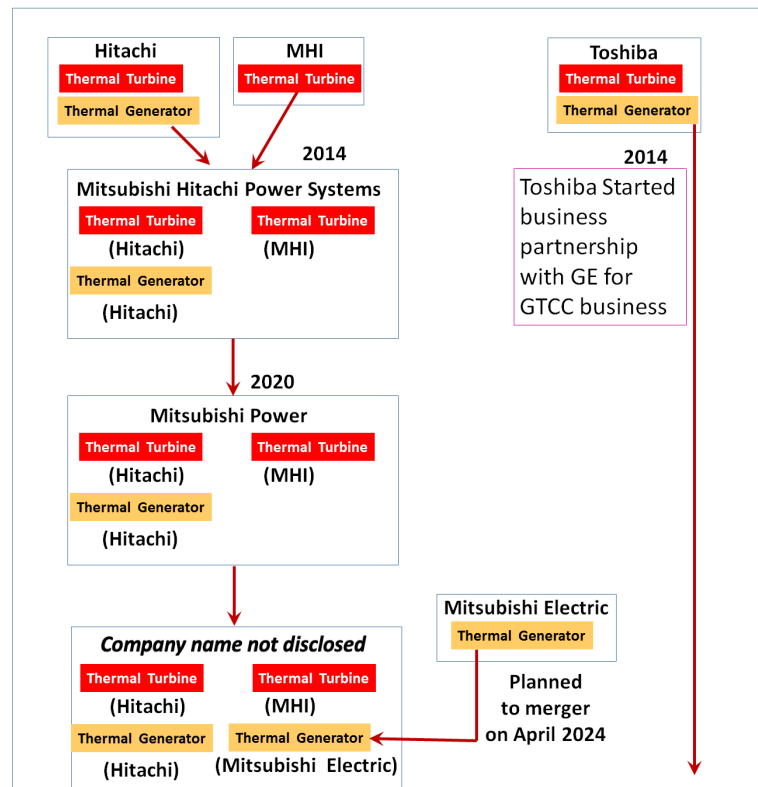 Hitachi
Thermal Turbine
Thermal Generator
MHI
Thermal Turbine
Toshiba
Thermal Turbine
Thermal Generator
2014
Mitsubishi Hitachi Power Systems
Thermal Turbine
(Hitachi)
Thermal Turbine
(MHI)
Thermal Generator
(Hitachi)
2014
Toshiba Started
business
partnership
with GE for
GTCC business
2020
Mitsubishi Power
Thermal Turbine
(Hitachi)
Thermal Turbine
(MHI)
Thermal Generator
(Hitachi)
Mitsubishi Electric
Thermal Generator
Planned
to merger
on April 2024
Company name not disclosed
Thermal Turbine
(Hitachi)
Thermal Turbine
(MHI)
Thermal Generator
(Hitachi)
Thermal Generator
(Mitsubishi Electric)